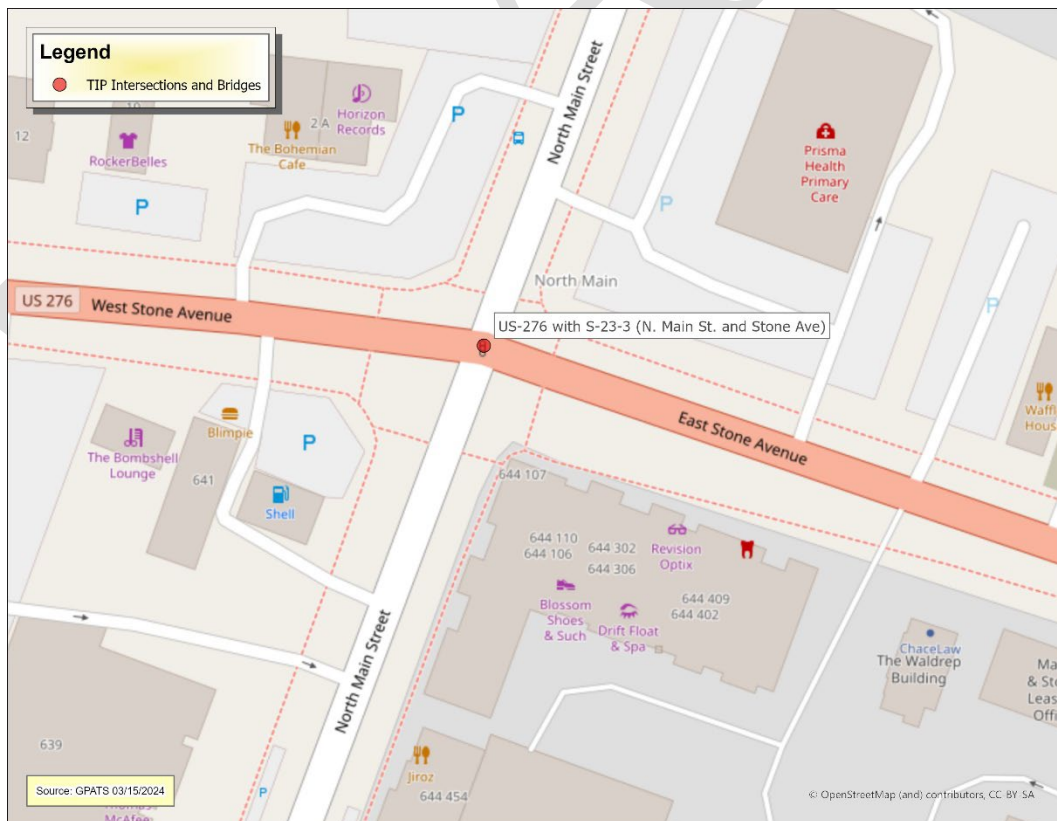 Legend
TIP Intersections and Bridges
12
10
RockerBelles
P
2 A
The Bohemian
Cafe
Horizon
Records
P
North Main Street
P
Prisma
Health
Primary
Care
P
North Main
US 276
West Stone Avenue
US-276 with S-23-3 (N. Main St. and Stone Ave)
East Stone Avenue
Blimpie
The Bombshell
Lounge
641
P
Shell
644 107
644 110
644 106
644 302
644 306
Revision
Optix
644 409
644 402
Blossom
Shoes
& Such
Drift Float
& Spa
ChaceLaw
The Waldrep
Building
North Main Street
639
Jiroz
644 454
P
McAfee
Source: GPATS 03/15/2024
© OpenStreetMap (and) contributors, CC BY SA